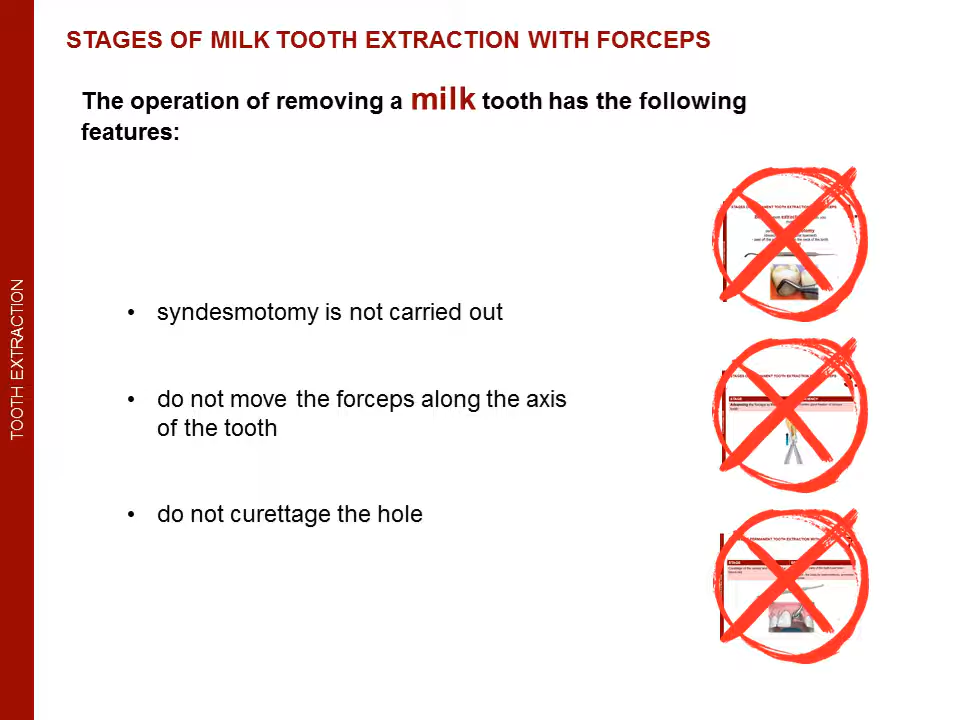 STAGES OF MILK TOOTH EXTRACTION WITH FORCEPS
The operation of removing a milk tooth has the following
features:
• syndesmotomy is not carried out
• do not move the forceps along the axis
of the tooth
• do not curettage the hole
TOOTH EXTRACTION